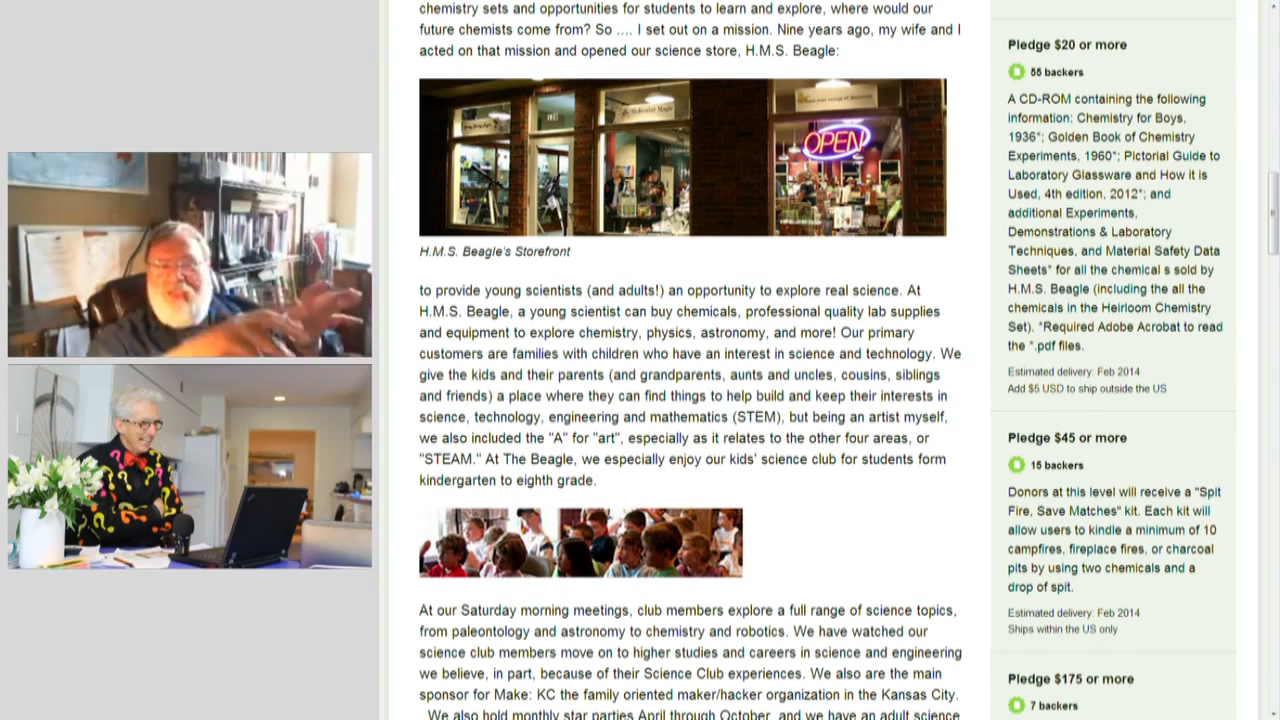 chemistry sets and opportunities for students to learn and explore, where would our
future chemists come from? So .... I set out on a mission. Nine years ago, my wife and I
acted on that mission and opened our science store, H.M.S. Beagle:
OPEN
H.M.S. Beagle's Storefront
to provide young scientists (and adults!) an opportunity to explore real science. At
H.M.S. Beagle, a young scientist can buy chemicals, professional quality lab supplies
and equipment to explore chemistry, physics, astronomy, and more! Our primary
customers are families with children who have an interest in science and technology. We
give the kids and their parents (and grandparents, aunts and uncles, cousins, siblings
and friends) a place where they can find things to help build and keep their interests in
science, technology, engineering and mathematics (STEM), but being an artist myself,
we also included the "A" for "art", especially as it relates to the other four areas, or
"STEAM." At The Beagle, we especially enjoy our kids' science club for students form
kindergarten to eighth grade.
At our Saturday morning meetings, club members explore a full range of science topics,
from paleontology and astronomy to chemistry and robotics. We have watched our
science club members move on to higher studies and careers in science and engineering
we believe, in part, because of their Science Club experiences. We also are the main
sponsor for Make: KC the family oriented maker/hacker organization in the Kansas City.
We also hold monthly star parties April through October, and we have an adult science
Pledge $20 or more
55 backers
A CD-ROM containing the following
information: Chemistry for Boys,
1936*; Golden Book of Chemistry
Experiments, 1960*; Pictorial Guide to
Laboratory Glassware and How it is
Used, 4th edition, 2012*; and
additional Experiments,
Demonstrations & Laboratory
Techniques, and Material Safety Data
Sheets* for all the chemical s sold by
H.M.S. Beagle (including the all the
chemicals in the Heirloom Chemistry
Set). *Required Adobe Acrobat to read
the *.pdf files.
Estimated delivery: Feb 2014
Add $5 USD to ship outside the US
Pledge $45 or more
15 backers
Donors at this level will receive a "Spit
Fire, Save Matches" kit. Each kit will
allow users to kindle a minimum of 10
campfires, fireplace fires, or charcoal
pits by using two chemicals and a
drop of spit.
Estimated delivery: Feb 2014
Ships within the US only
Pledge $175 or more
7 backers